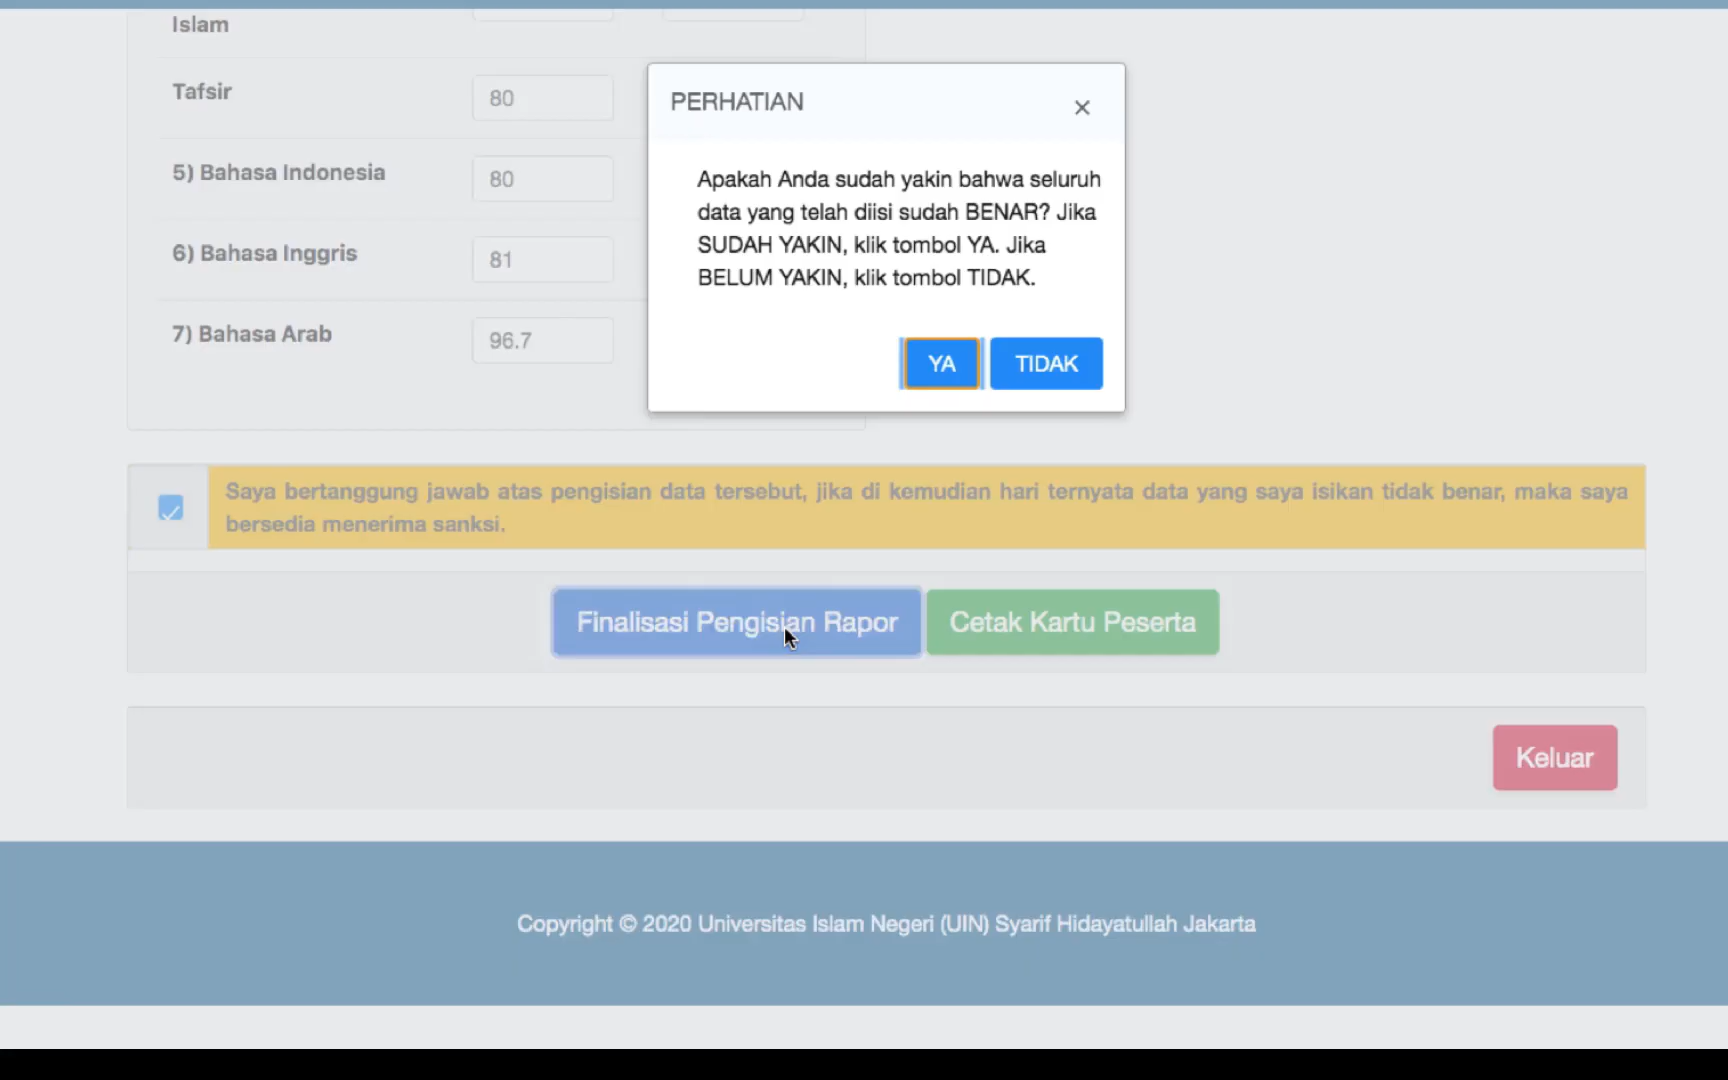 Islam
Tafsir
80
5) Bahasa Indonesia
80
6) Bahasa Inggris
81
7) Bahasa Arab
96.7
PERHATIAN
×
Apakah Anda sudah yakin bahwa seluruh
data yang telah diisi sudah BENAR? Jika
SUDAH YAKIN, klik tombol YA. Jika
BELUM YAKIN, klik tombol TIDAK.
YA
TIDAK
Saya bertanggung jawab atas pengisian data tersebut, jika di kemudian hari ternyata data yang saya isikan tidak benar, maka saya
bersedia menerima sanksi.
Finalisasi Pengisian Rapor
Cetak Kartu Peserta
Keluar
Copyright © 2020 Universitas Islam Negeri (UIN) Syarif Hidayatullah Jakarta